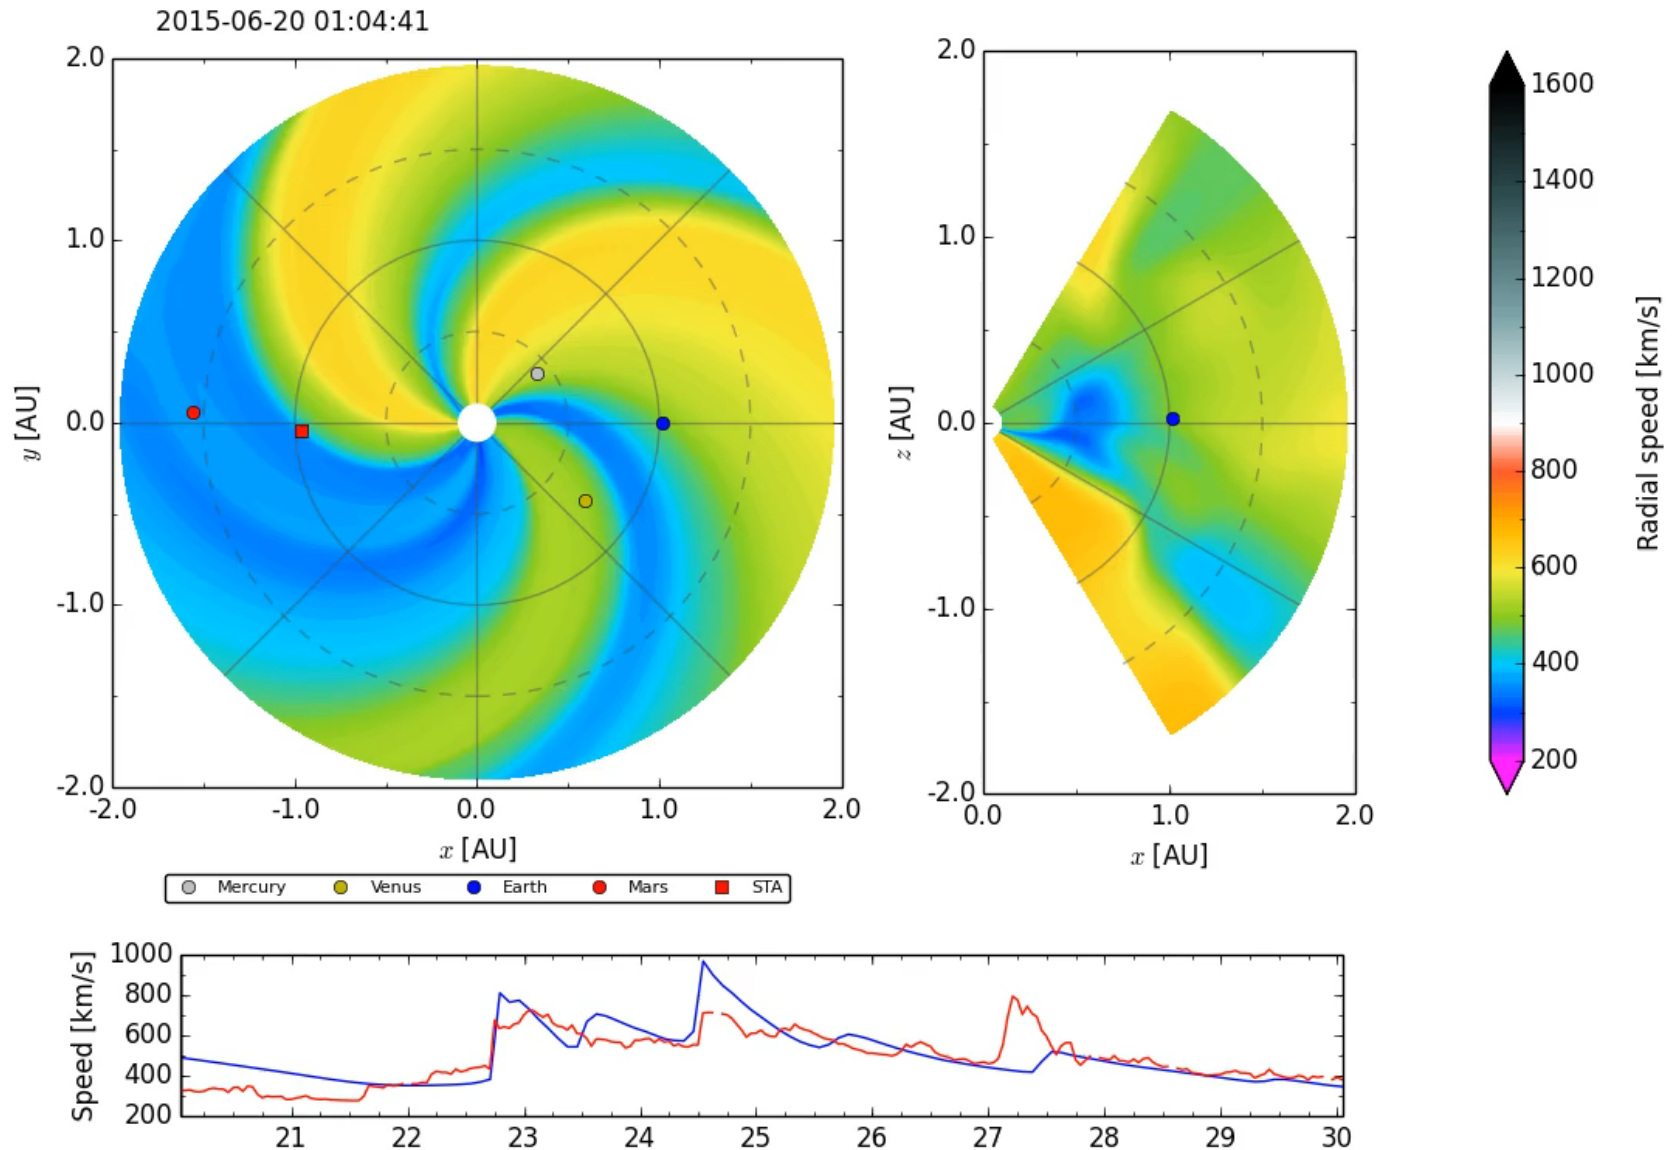 2015-06-20 01:04:41
2.0
1.0
0.0
-1.0
-2.0
y [AU]
-2.0 -1.0 0.0 1.0 2.0
x [AU]
2.0
1.0
0.0
-1.0
-2.0
z [AU]
0.0 1.0 2.0
x [AU]
1600
1400
1200
1000
800
600
400
200
Radial speed [km/s]
Mercury Venus Earth Mars STA
1000
800
600
400
200
Speed [km/s]
21 22 23 24 25 26 27 28 29 30